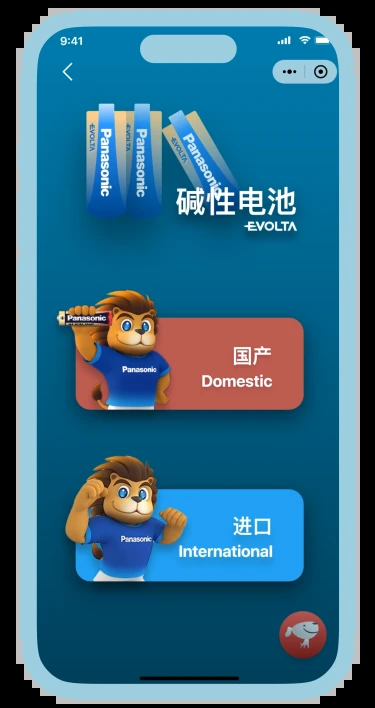 9:41
Panasonic
EVOLTA
Panasonic
EVOLTA
Panasonic
EVOLTA
碱性电池
EVOLTA
Panasonic
国产
Panasonic
Domestic
进口
Panasonic
International